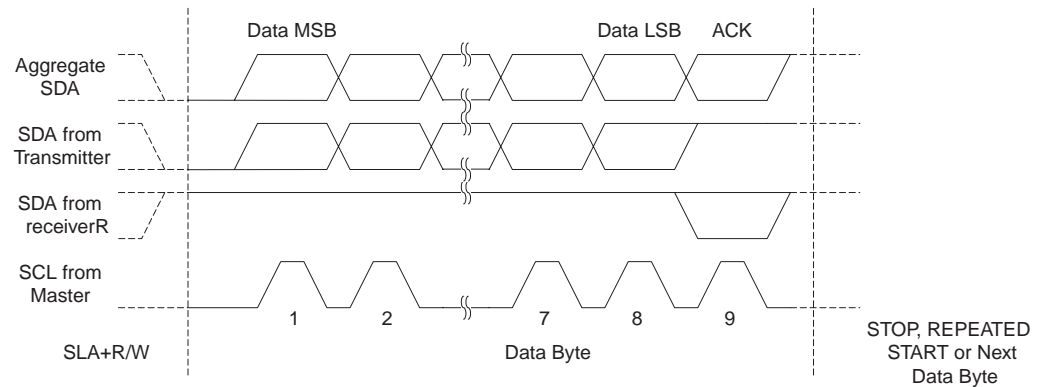 Data MSB
Data LSB
ACK
Aggregate
SDA
SDA from
Transmitter
SDA from
receiverR
SCL from
Master
1
2
7
8
9
SLA+R/W
Data Byte
STOP, REPEATED
START or Next
Data Byte